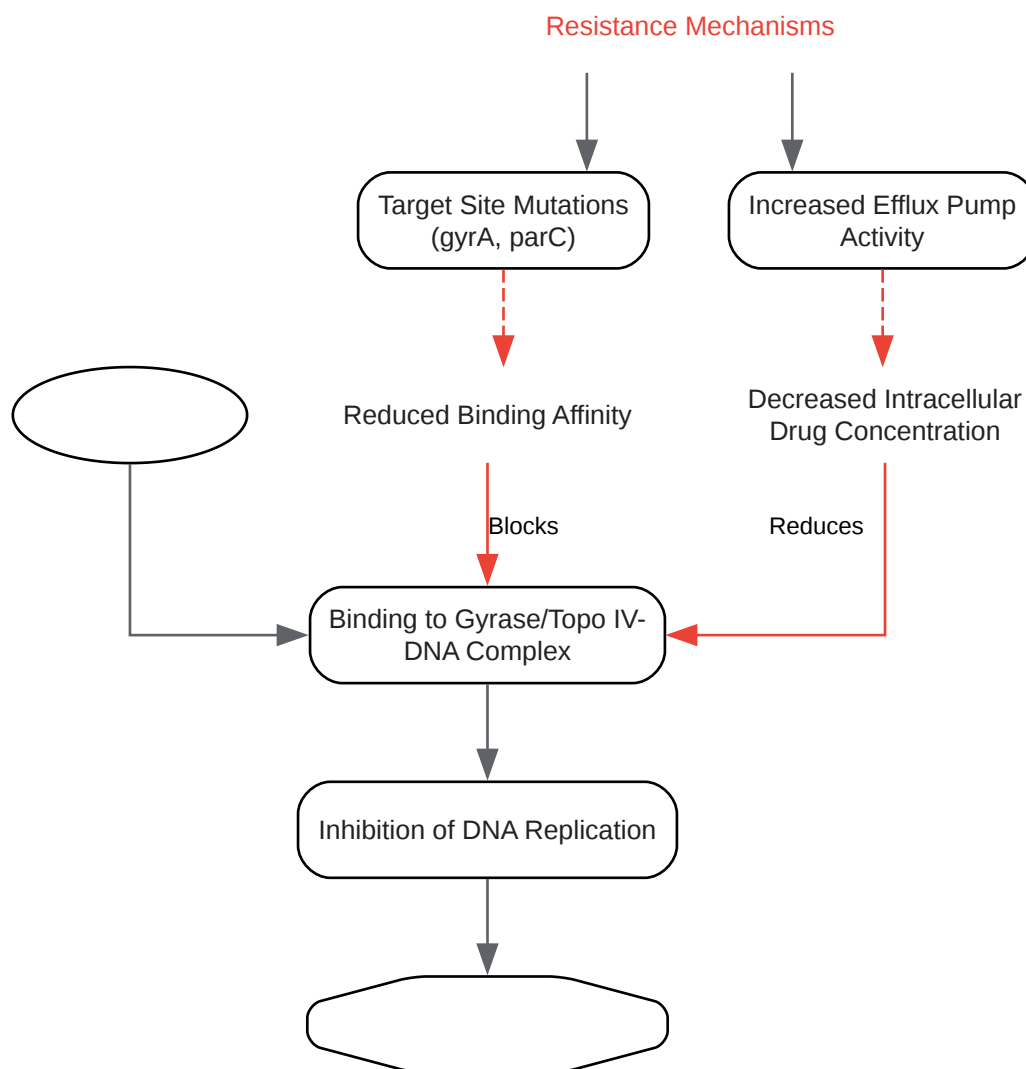 Resistance Mechanisms
Target Site Mutations
(gyrA, parC)
Increased Efflux Pump
Activity
Reduced Binding Affinity
Decreased Intracellular
Drug Concentration
Blocks
Reduces
Binding to Gyrase/Topo IV-
DNA Complex
Inhibition of DNA Replication